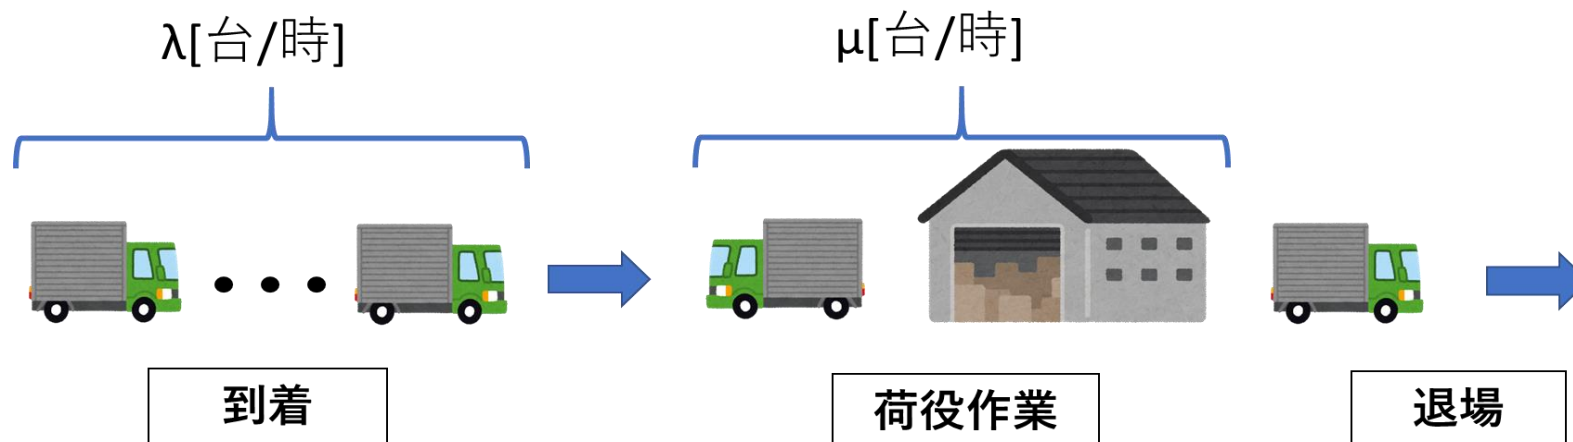 λ[台/時]
μ[台/時]
到着
荷役作業
退場